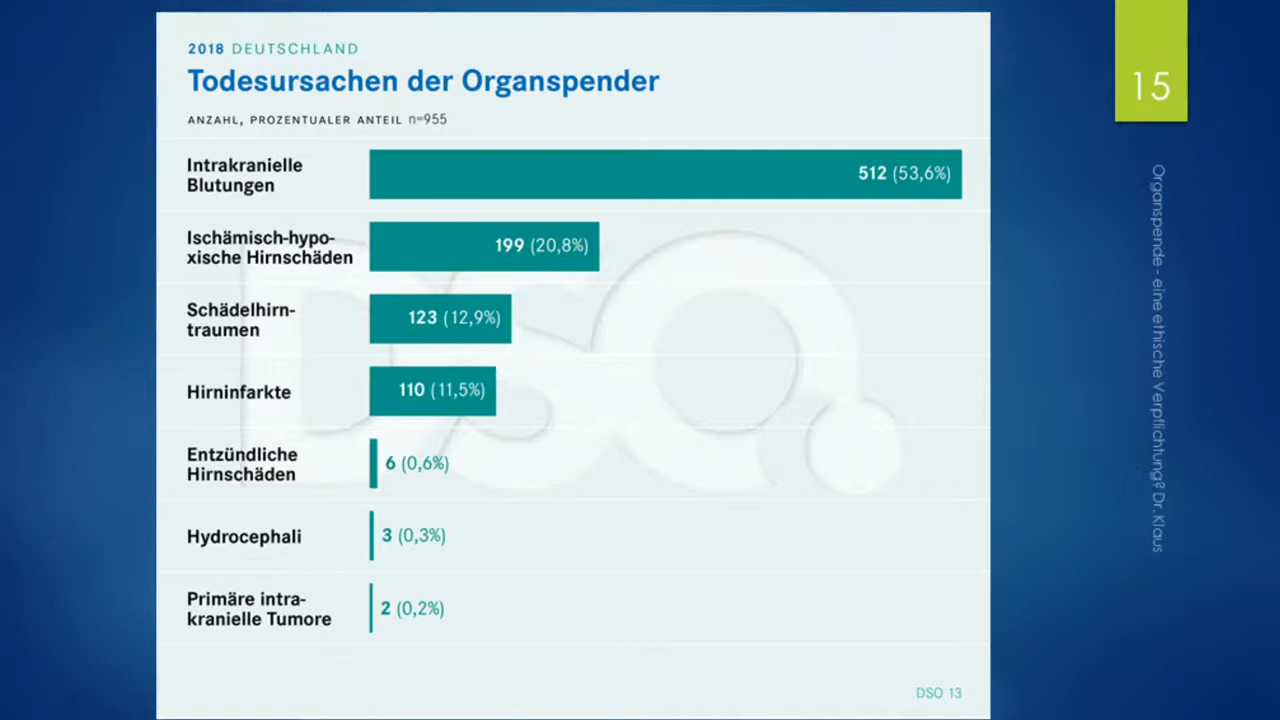 2018 DEUTSCHLAND
Todesursachen der Organspender
ANZAHL, PROZENTUALER ANTEIL n=955
Intrakranielle
Blutungen
512 (53,6%)
Ischämisch-hypo-
xische Hirnschäden
199 (20,8%)
Schädelhirn-
traumen
123 (12,9%)
Hirninfarkte
110 (11,5%)
Entzündliche
Hirnschäden
6 (0,6%)
Hydrocephali
3 (0,3%)
Primäre intra-
kranielle Tumore
2 (0,2%)
DSO
DSO 13
15
Organspende - eine ethische Verpflichtung? Dr. Klaus